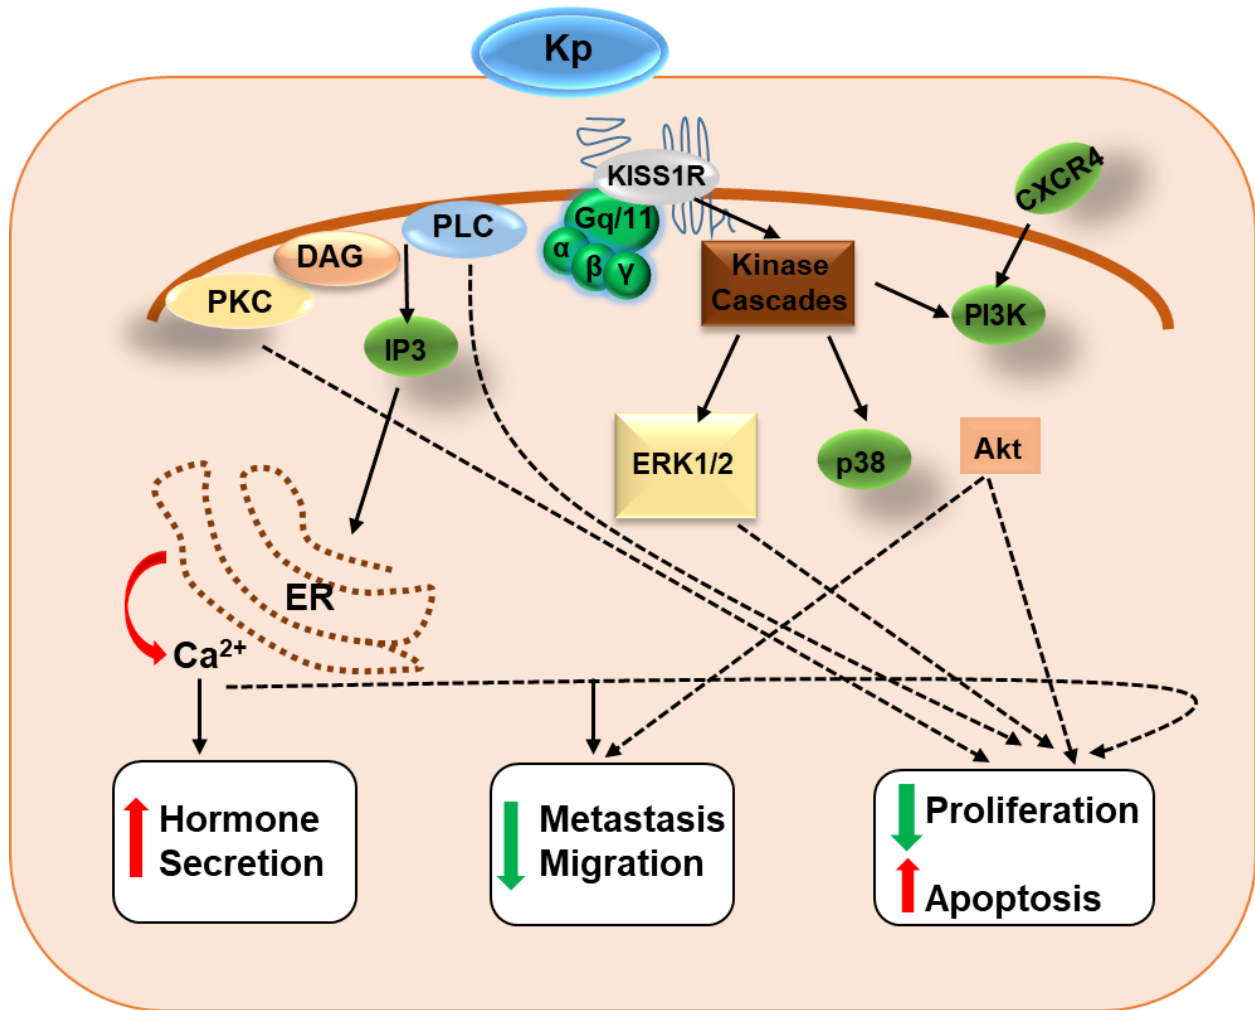 Kp
KISS1R
CXCR4
PLC
Gq/11
DAG
α
β
γ
Kinase
Cascades
PKC
PI3K
IP3
ERK1/2
p38
Akt
ER
Ca²⁺
Hormone
Secretion
Metastasis
Migration
Proliferation
Apoptosis